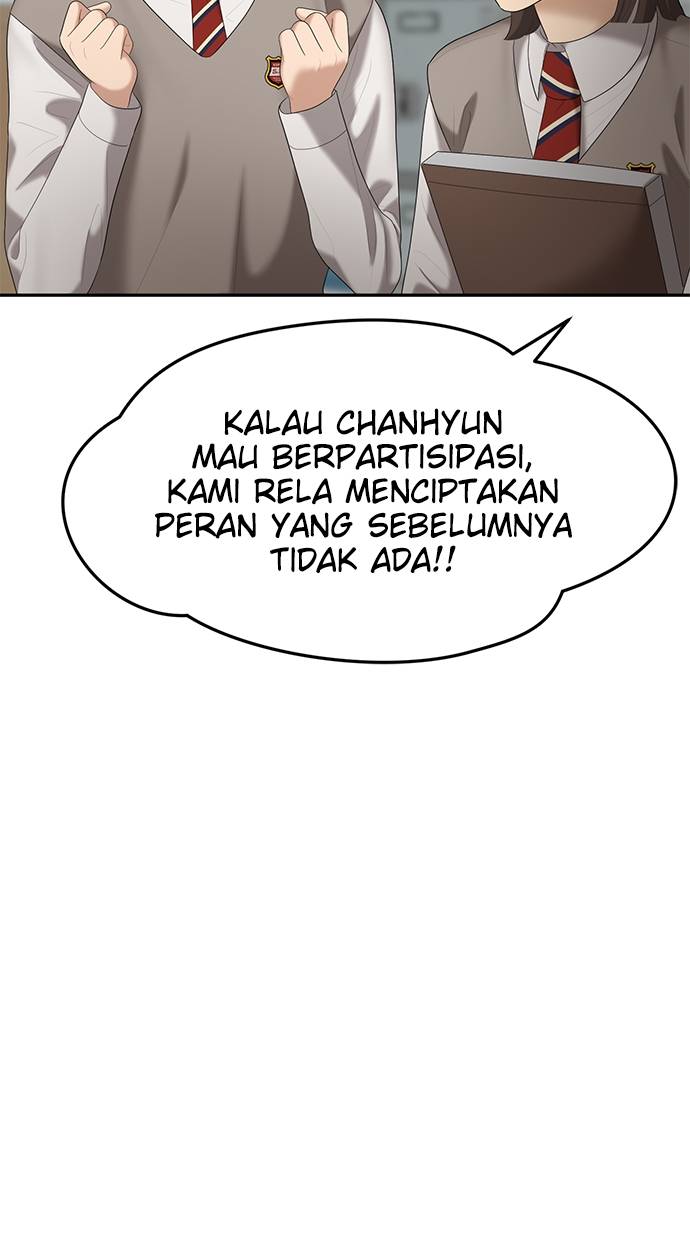 KALAU CHANHYUN
MAU BERPARTISIPASI,
KAMI RELA MENCIPTAKAN
PERAN YANG SEBELUMNYA
TIDAK ADA!!